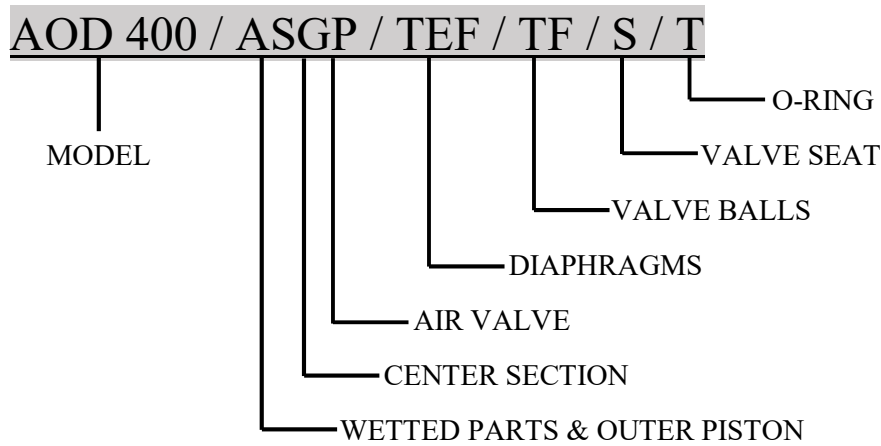 AOD 400 / ASGP / TEF / TF / S / T
O-RING
MODEL
VALVE SEAT
VALVE BALLS
DIAPHRAGMS
AIR VALVE
CENTER SECTION
WETTED PARTS & OUTER PISTON